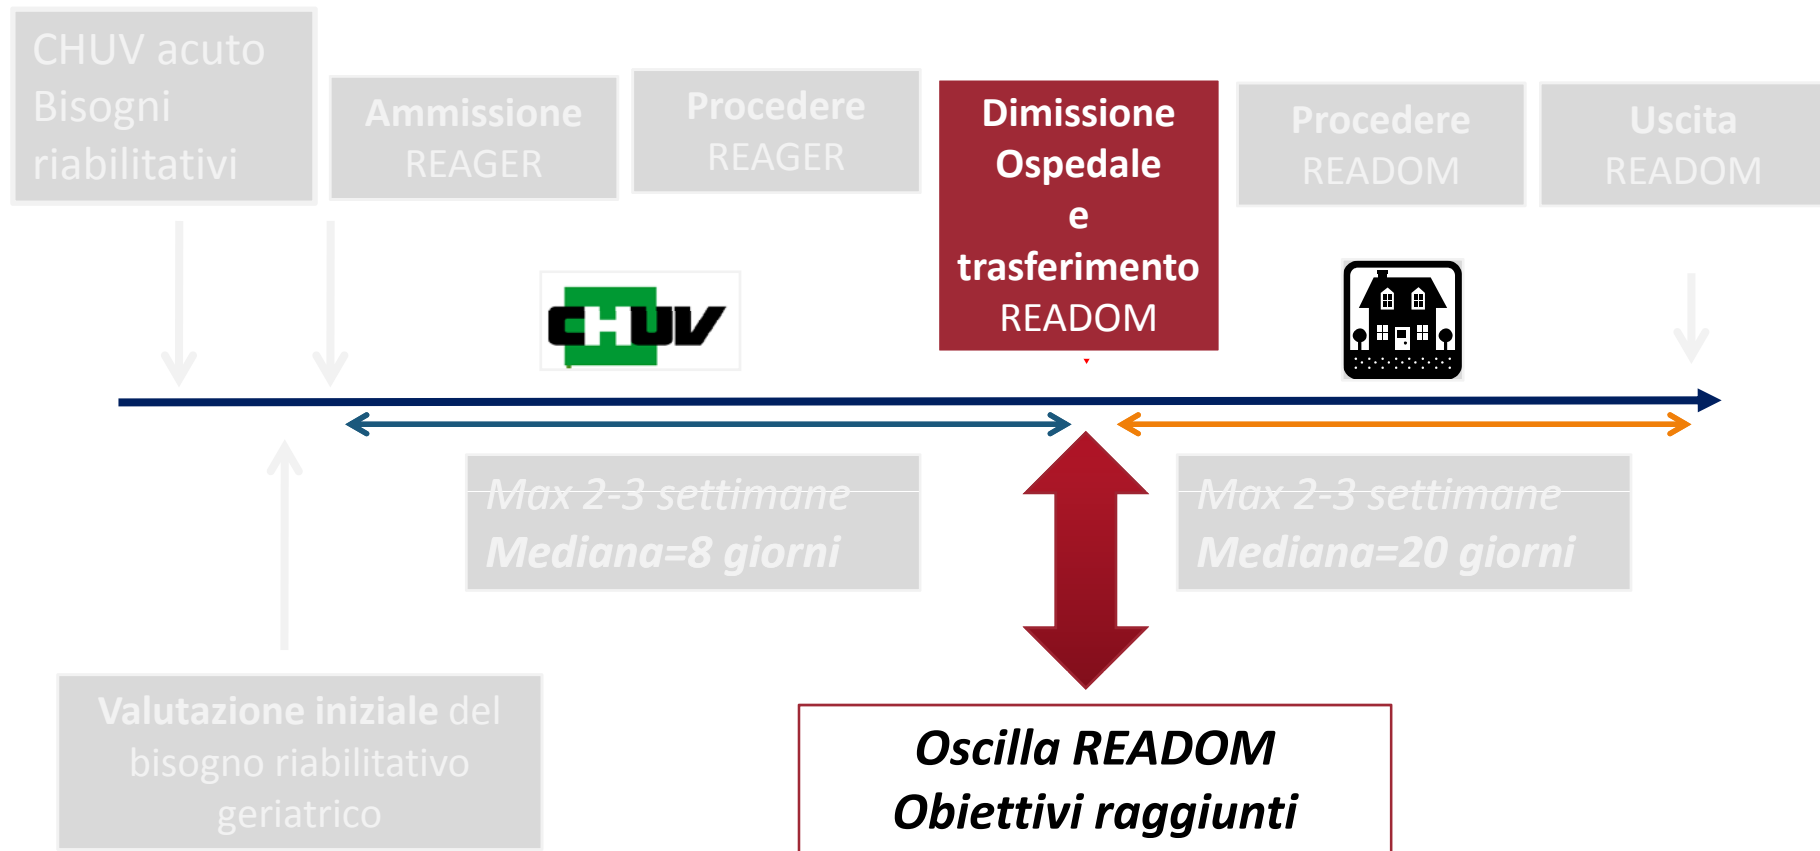 CHUV acuto
Bisogni
riabilitativi
Ammissione
REAGER
Procedere
REAGER
Dimissione
Ospedale
e
trasferimento
READOM
Procedere
READOM
Uscita
READOM
CHUV
Max 2-3 settimane
Mediana=8 giorni
Max 2-3 settimane
Mediana=20 giorni
Valutazione iniziale del
bisogno riabilitativo
geriatrico
Oscilla READOM
Obiettivi raggiunti